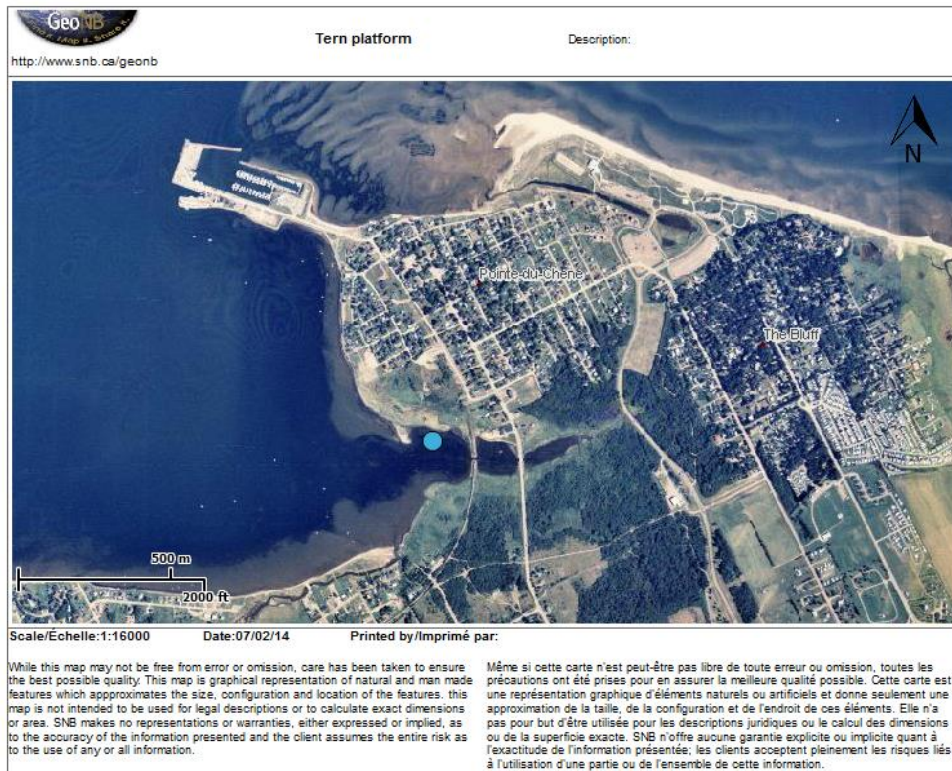 GeoNB
Find it. Map it. Share it.
Tern platform
Description:
http://www.snb.ca/geonb
N
Pointe-du-Chene
The Bluff
500 m
2000 ft
Scale/Échelle:1:16000 Date:07/02/14 Printed by/Imprimé par:
While this map may not be free from error or omission, care has been taken to ensure
the best possible quality. This map is graphical representation of natural and man made
features which appproximates the size, configuration and location of the features. this
map is not intended to be used for legal descriptions or to calculate exact dimensions
or area. SNB makes no representations or warranties, either expressed or implied, as
to the accuracy of the information presented and the client assumes the entire risk as
to the use of any or all information.
Même si cette carte n'est peut-être pas libre de toute erreur ou omission, toutes les
précautions ont été prises pour en assurer la meilleure qualité possible. Cette carte est
une représentation graphique d'éléments naturels ou artificiels et donne seulement une
approximation de la taille, de la configuration et de l'endroit de ces éléments. Elle n'a
pas pour but d'être utilisée pour les descriptions juridiques ou le calcul des dimensions
ou de la superficie exacte. SNB n'offre aucune garantie explicite ou implicite quant à
l'exactitude de l'information présentée; les clients acceptent pleinement les risques liés
à l'utilisation d'une partie ou de l'ensemble de cette information.